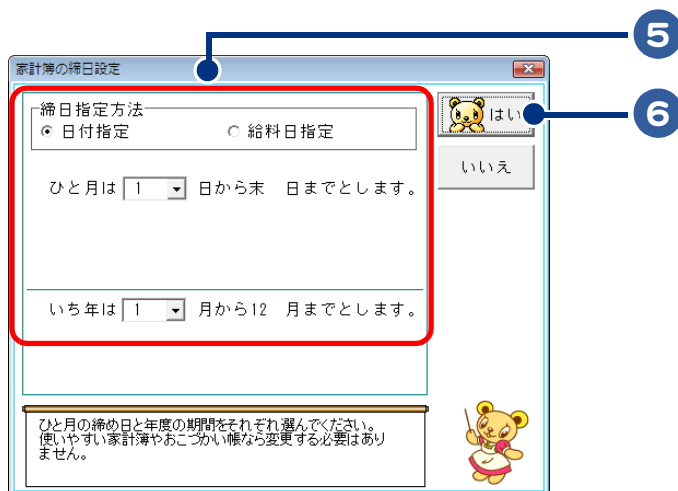 5
家計簿の締日設定
締日指定方法
日付指定 給料日指定
はい
6
いいえ
ひと月は 1 日から末 日までとします。
いち年は 1 月から12 月までとします。
ひと月の締め日と年度の期間をそれぞれ選んでください。
使いやすい家計簿やおこづかい帳なら変更する必要はあり
ません。